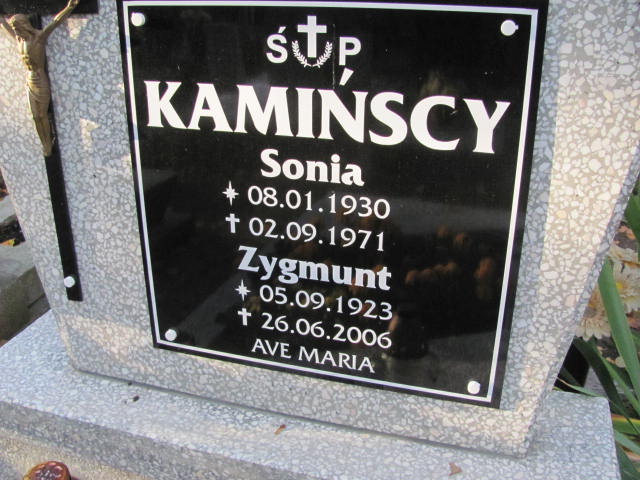 Ś P
KAMIŃSCY
Sonia
* 08.01.1930
✝ 02.09.1971
Zygmunt
* 05.09.1923
✝ 26.06.2006
AVE MARIA